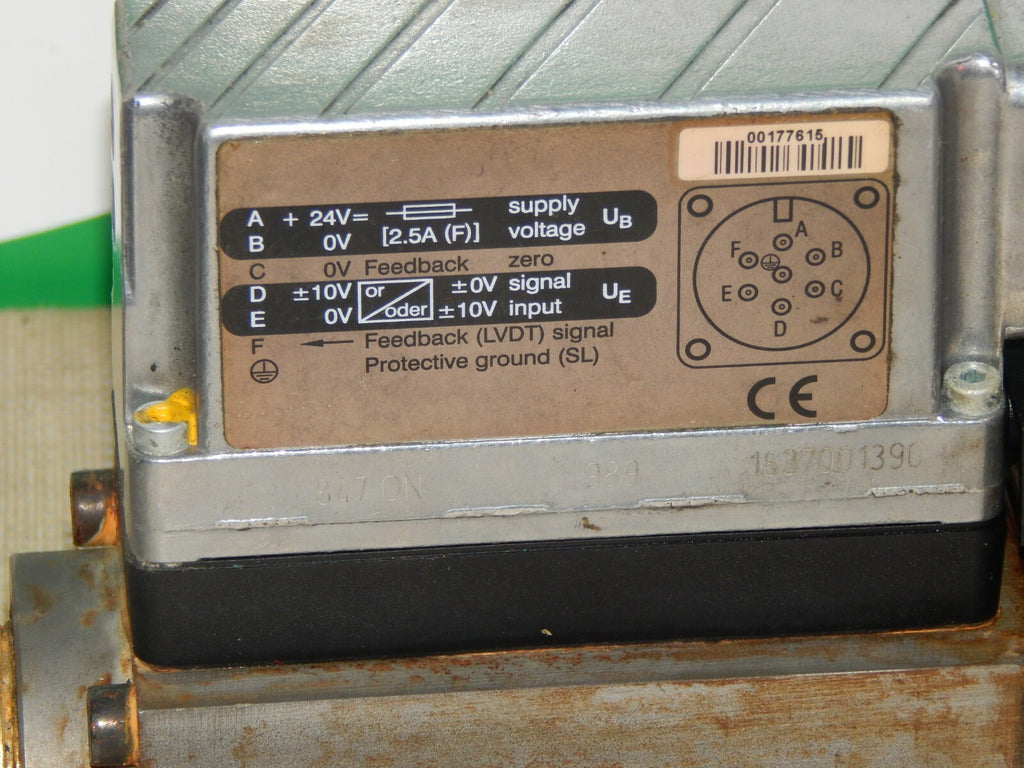 00177615
A + 24V= supply
B 0V [2.5A (F)] voltage UB
C 0V Feedback zero
D ±10V or ±0V signal
E 0V oder ±10V input UE
F Feedback (LVDT) signal
Protective ground (SL)
A
F B
E C
D
CE
847 ON 989